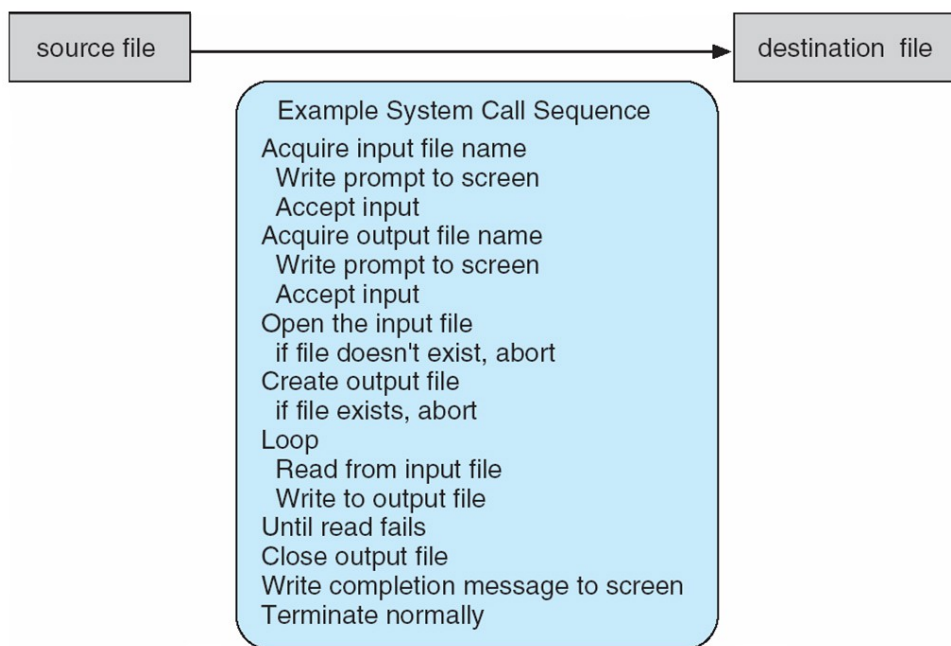 source file
destination file
Example System Call Sequence
Acquire input file name
Write prompt to screen
Accept input
Acquire output file name
Write prompt to screen
Accept input
Open the input file
if file doesn't exist, abort
Create output file
if file exists, abort
Loop
Read from input file
Write to output file
Until read fails
Close output file
Write completion message to screen
Terminate normally